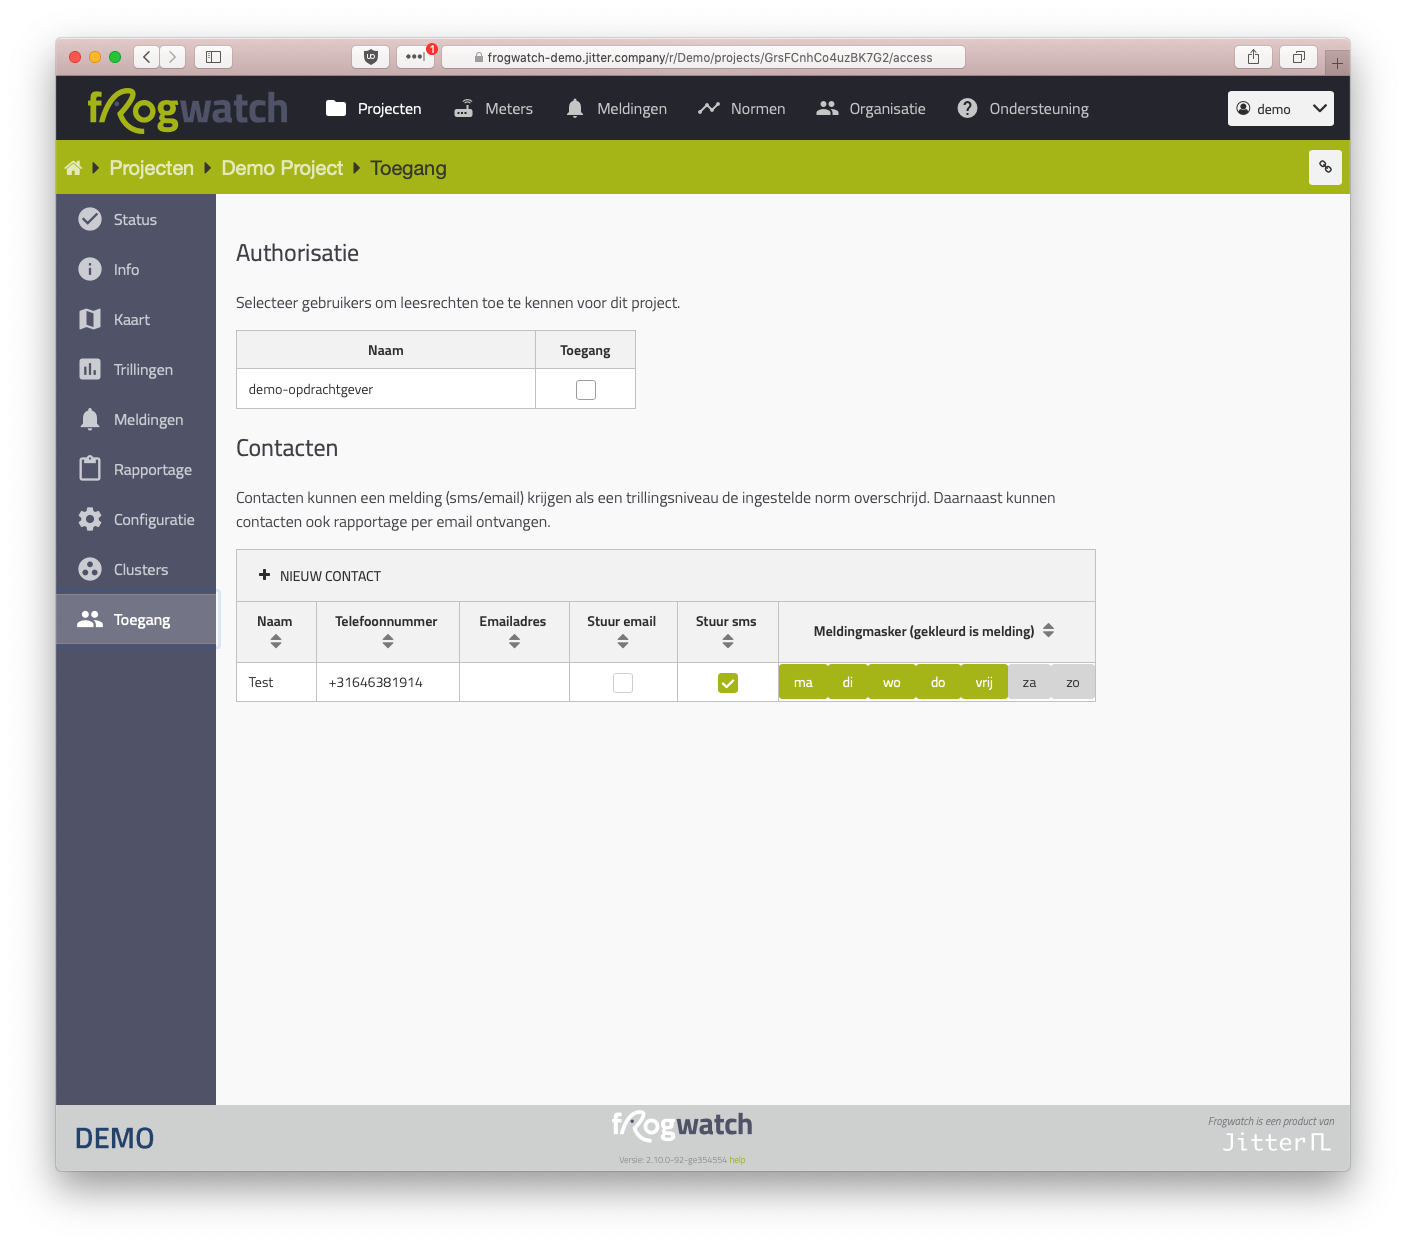 1
frogwatch-demo.jitter.company/r/Demo/projects/GrsFCnhCo4uzBK7G2/access
frogwatch
Projecten
Meters
Meldingen
Normen
Organisatie
Ondersteuning
demo
Projecten
Demo Project
Toegang
Status
Info
Kaart
Trillingen
Meldingen
Rapportage
Configuratie
Clusters
Toegang
Authorisatie
Selecteer gebruikers om leesrechten toe te kennen voor dit project.
Naam Toegang
demo-opdrachtgever
Contacten
Contacten kunnen een melding (sms/email) krijgen als een trillingsniveau de ingestelde norm overschrijd. Daarnaast kunnen
contacten ook rapportage per email ontvangen.
NIEUW CONTACT
Naam Telefoonnummer Emailadres Stuur email Stuur sms Meldingmasker (gekleurd is melding)
Test +31646381914 ma di wo do vrij za zo
DEMO
frogwatch
Versie: 2.10.0-92-ge354554 help
Frogwatch is een product van
Jitter